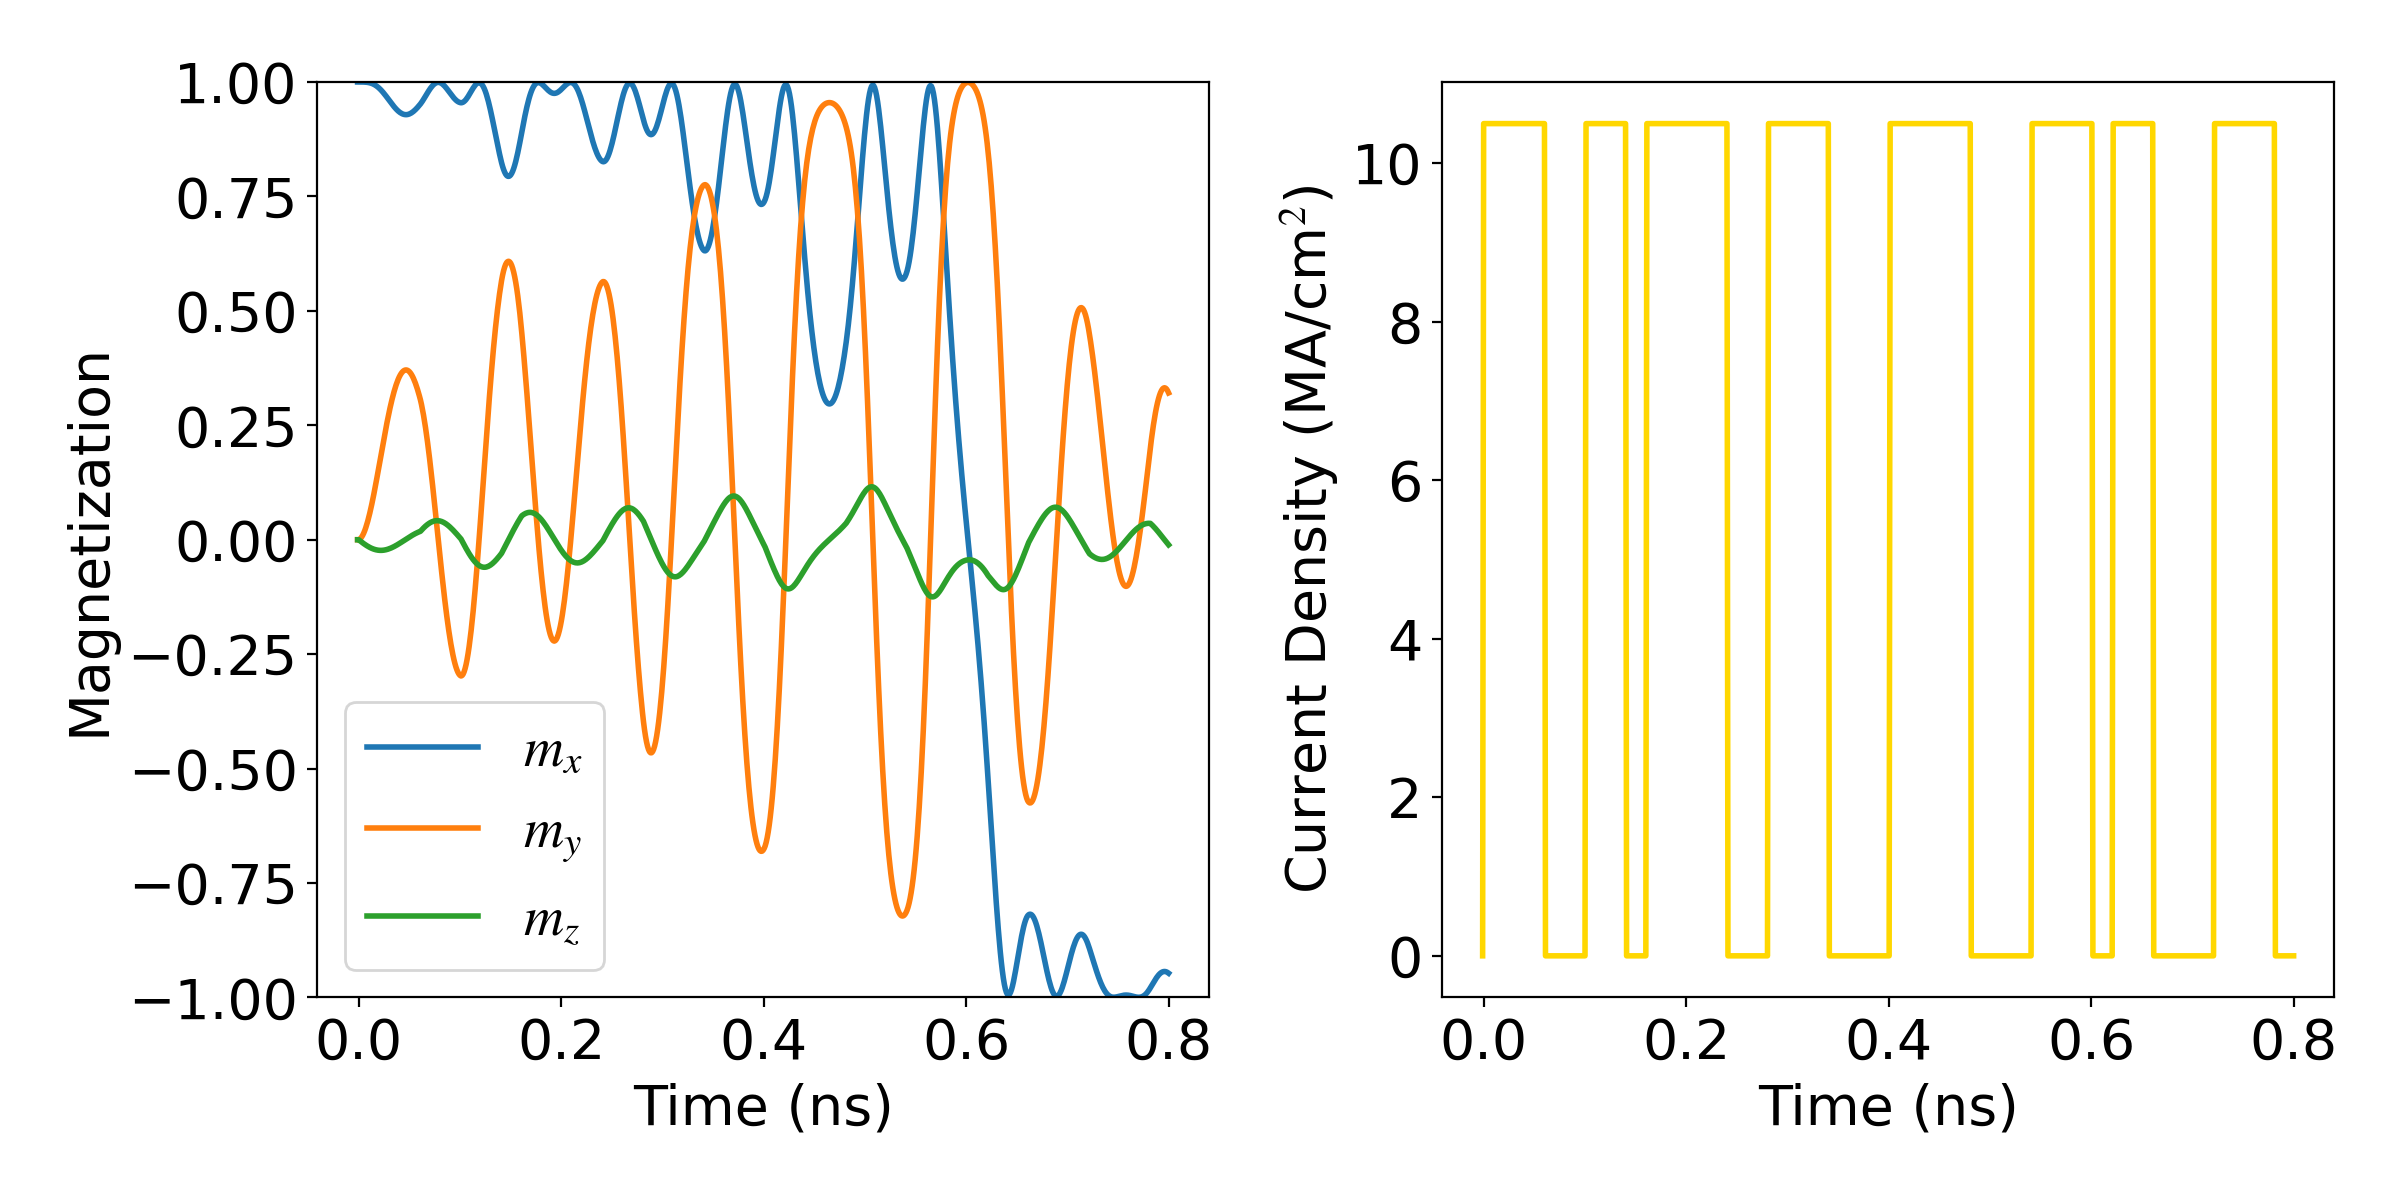 Magnetization
1.00
0.75
0.50
0.25
0.00
−0.25
−0.50
−0.75
−1.00
m_x
m_y
m_z
0.0 0.2 0.4 0.6 0.8
Time (ns)
Current Density (MA/cm²)
10
8
6
4
2
0
0.0 0.2 0.4 0.6 0.8
Time (ns)